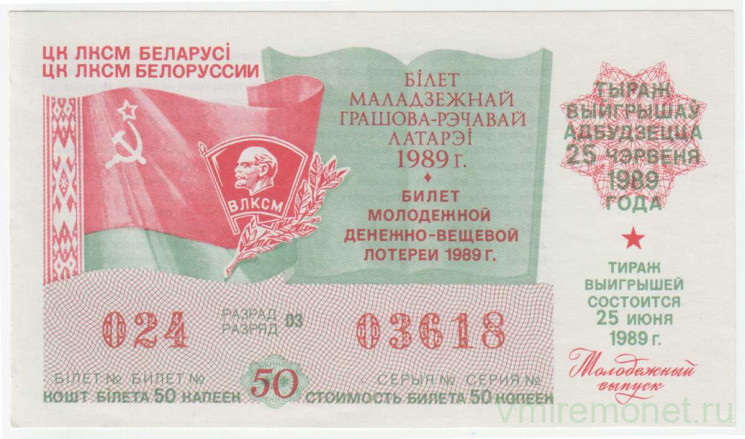 ЦК ЛКСМ БЕЛАРУСІ
ЦК ЛКСМ БЕЛОРУССИИ
ВЛКСМ
БІЛЕТ
МАЛАДЗЕЖНАЙ
ГРАШОВА-РЭЧАВАЙ
ЛАТАРЭІ
1989 г.
БИЛЕТ
МОЛОДЕЖНОЙ
ДЕНЕЖНО-ВЕЩЕВОЙ
ЛОТЕРЕИ 1989 г.
ТЫРАЖ
ВЫЙГРЫШАЎ
АДБУДЗЕЦЦА
25 ЧЭРВЕНЯ
1989
ГОДА
ТИРАЖ
ВЫИГРЫШЕЙ
СОСТОИТСЯ
25 ИЮНЯ
1989 г.
Молодежный
выпуск
024 РАЗРАД 03 03618
РАЗРЯД
БІЛЕТ № БИЛЕТ № 50 СЕРЫЯ № СЕРИЯ №
КОШТ БІЛЕТА 50 КАПЕЕК СТОИМОСТЬ БИЛЕТА 50 КОПЕЕК
vmiremonet.ru